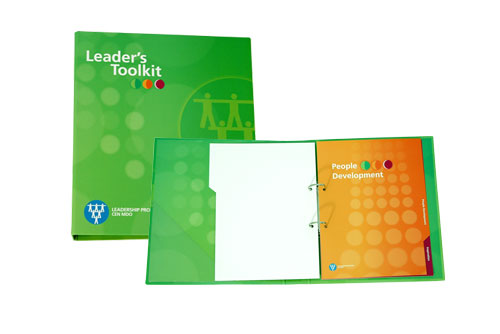 Leader's
Toolkit
LEADERSHIP PRO
CDN MDO
People
Development